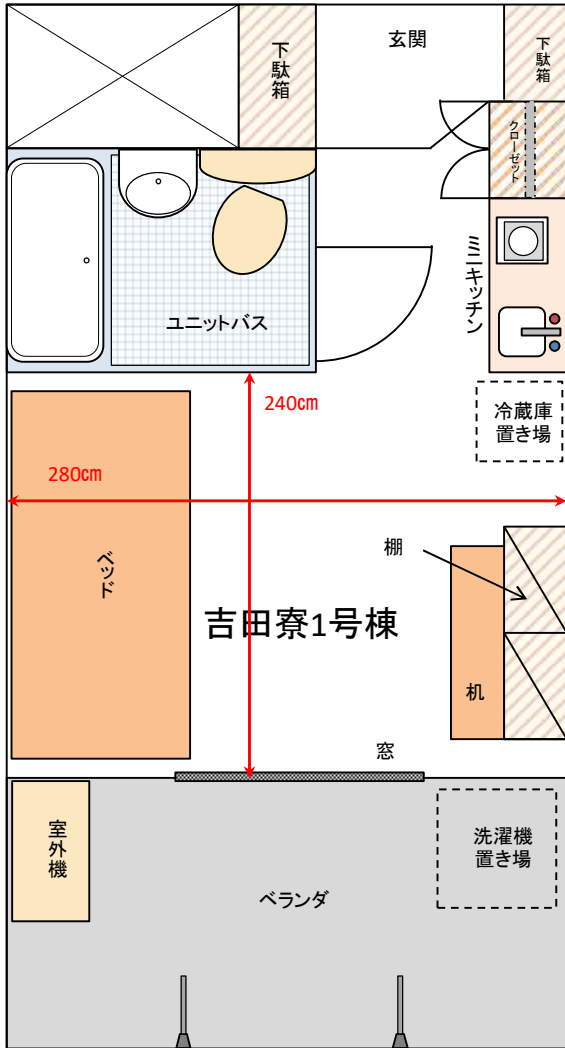 下駄箱
玄関
下駄箱
クローゼット
ミニキッチン
ユニットバス
240㎝
冷蔵庫
置き場
280㎝
棚
ベッド
吉田寮1号棟
机
窓
室外機
洗濯機
置き場
ベランダ